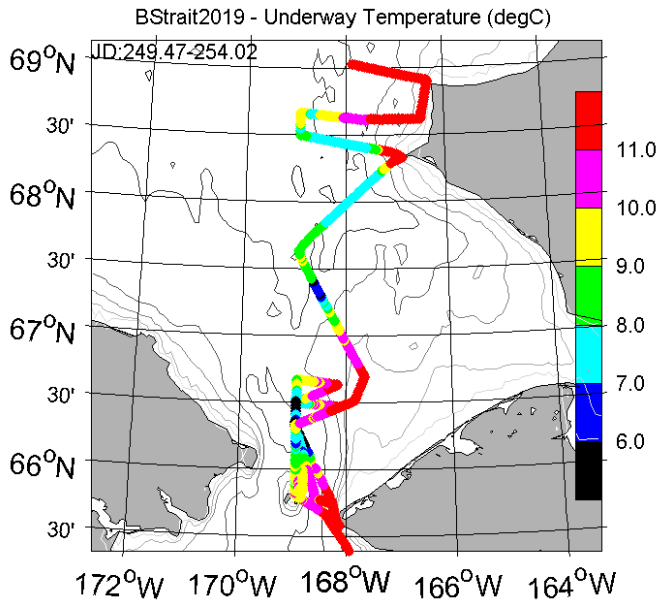 BStrait2019 - Underway Temperature (degC)
JD:249.47-254.02
69°N
30'
68°N
30'
67°N
30'
66°N
30'
11.0
10.0
9.0
8.0
7.0
6.0
172°W 170°W 168°W 166°W 164°W